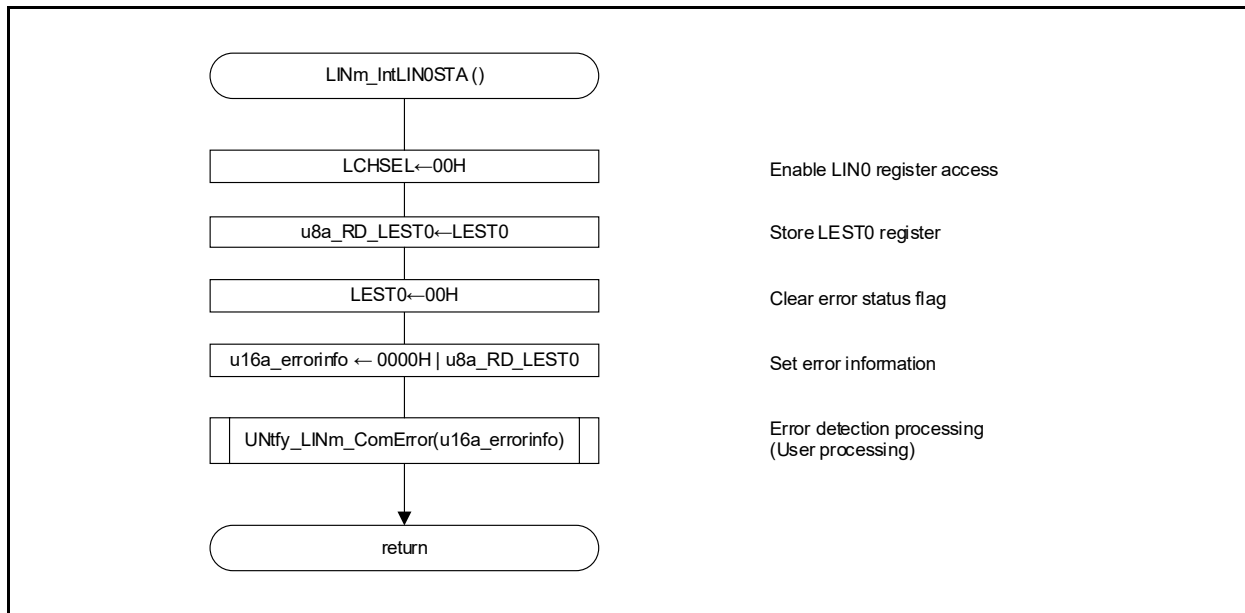 LINm_IntLIN0STA ()
LCHSEL←00H
Enable LIN0 register access
u8a_RD_LEST0←LEST0
Store LEST0 register
LEST0←00H
Clear error status flag
u16a_errorinfo ← 0000H | u8a_RD_LEST0
Set error information
UNtfy_LINm_ComError(u16a_errorinfo)
Error detection processing
(User processing)
return